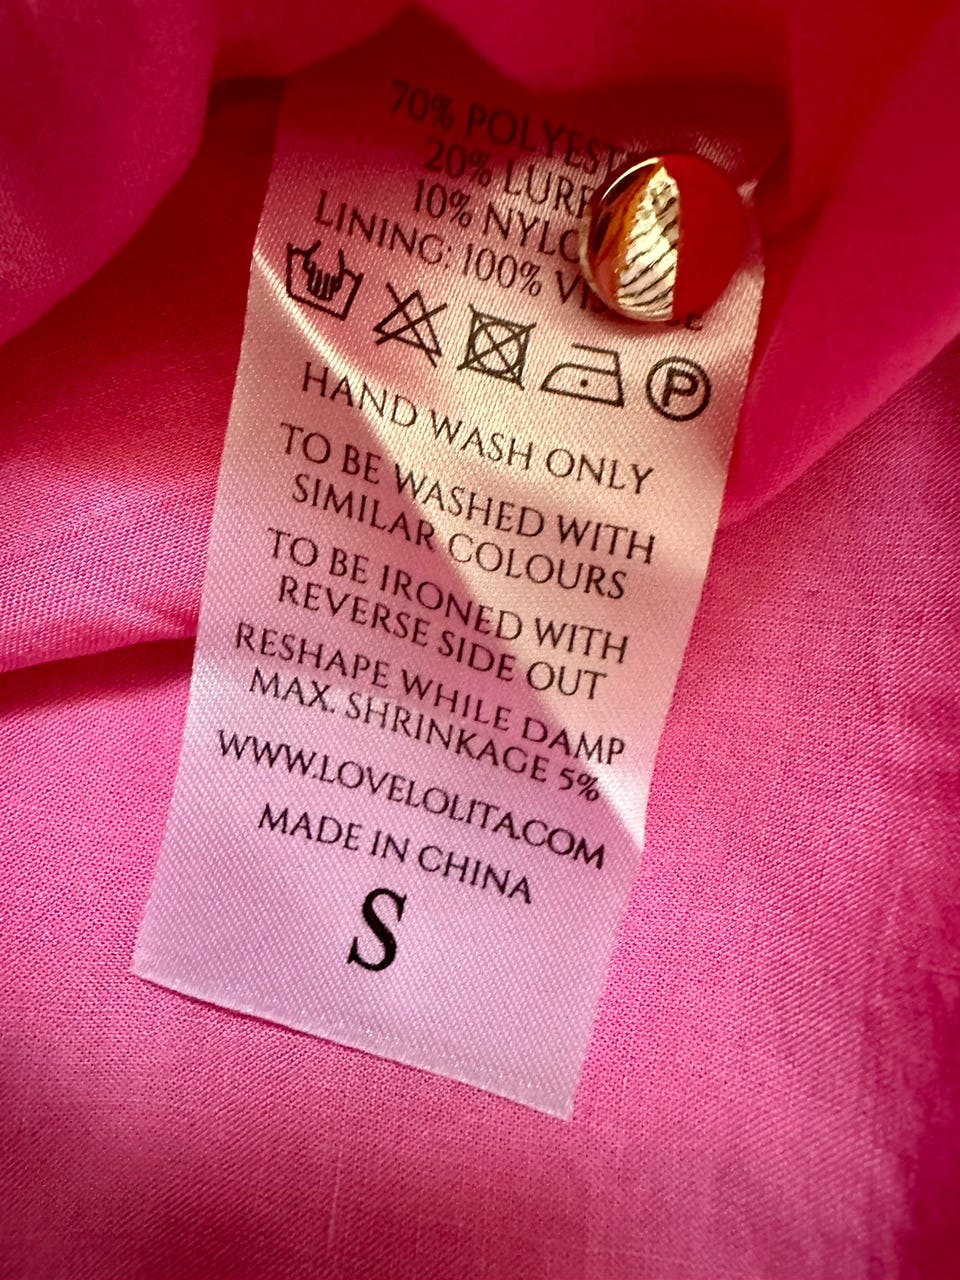 70% POLYEST
20% LURE
10% NYLO
LINING: 100% VI E
P
HAND WASH ONLY
TO BE WASHED WITH
SIMILAR COLOURS
TO BE IRONED WITH
REVERSE SIDE OUT
RESHAPE WHILE DAMP
MAX. SHRINKAGE 5%
WWW.LOVELOLITA.COM
MADE IN CHINA
S